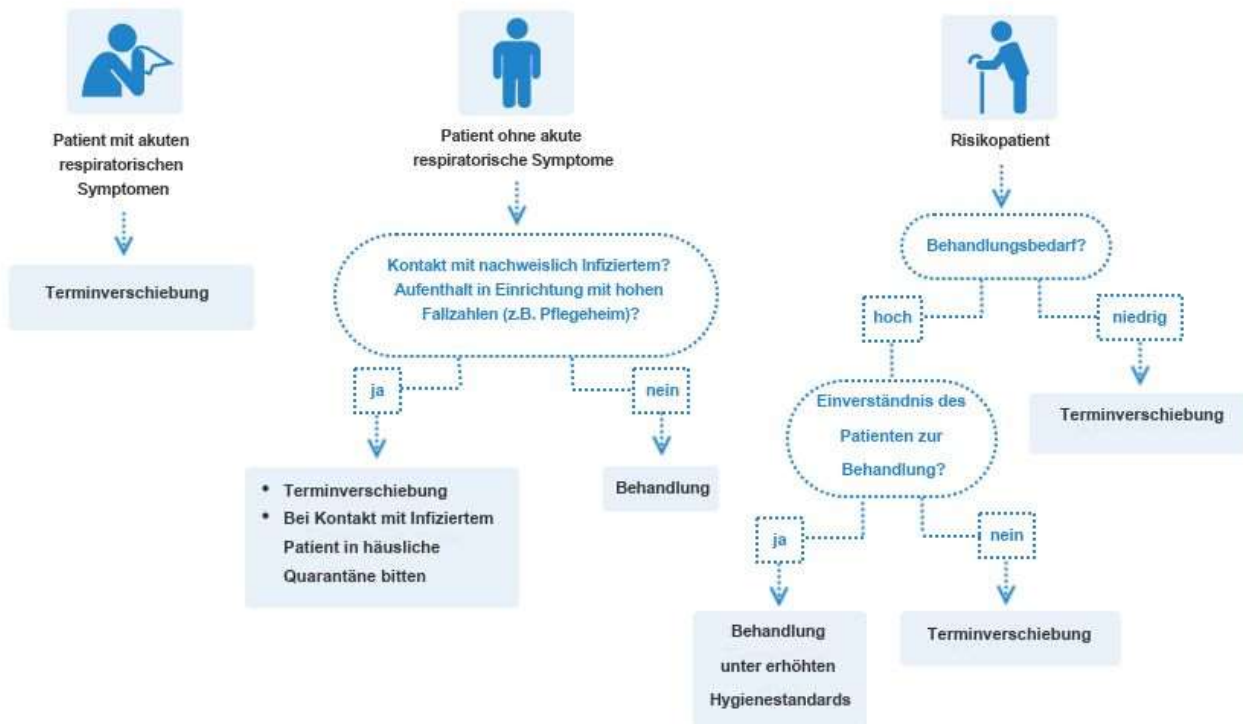 Patient mit akuten
respiratorischen
Symptomen
Terminverschiebung
Patient ohne akute
respiratorische Symptome
Kontakt mit nachweislich Infiziertem?
Aufenthalt in Einrichtung mit hohen
Fallzahlen (z.B. Pflegeheim)?
ja
nein
• Terminverschiebung
• Bei Kontakt mit Infiziertem
Patient in häusliche
Quarantäne bitten
Behandlung
Risikopatient
Behandlungsbedarf?
hoch
niedrig
Einverständnis des
Patienten zur
Behandlung?
Terminverschiebung
ja
nein
Behandlung
unter erhöhten
Hygienestandards
Terminverschiebung